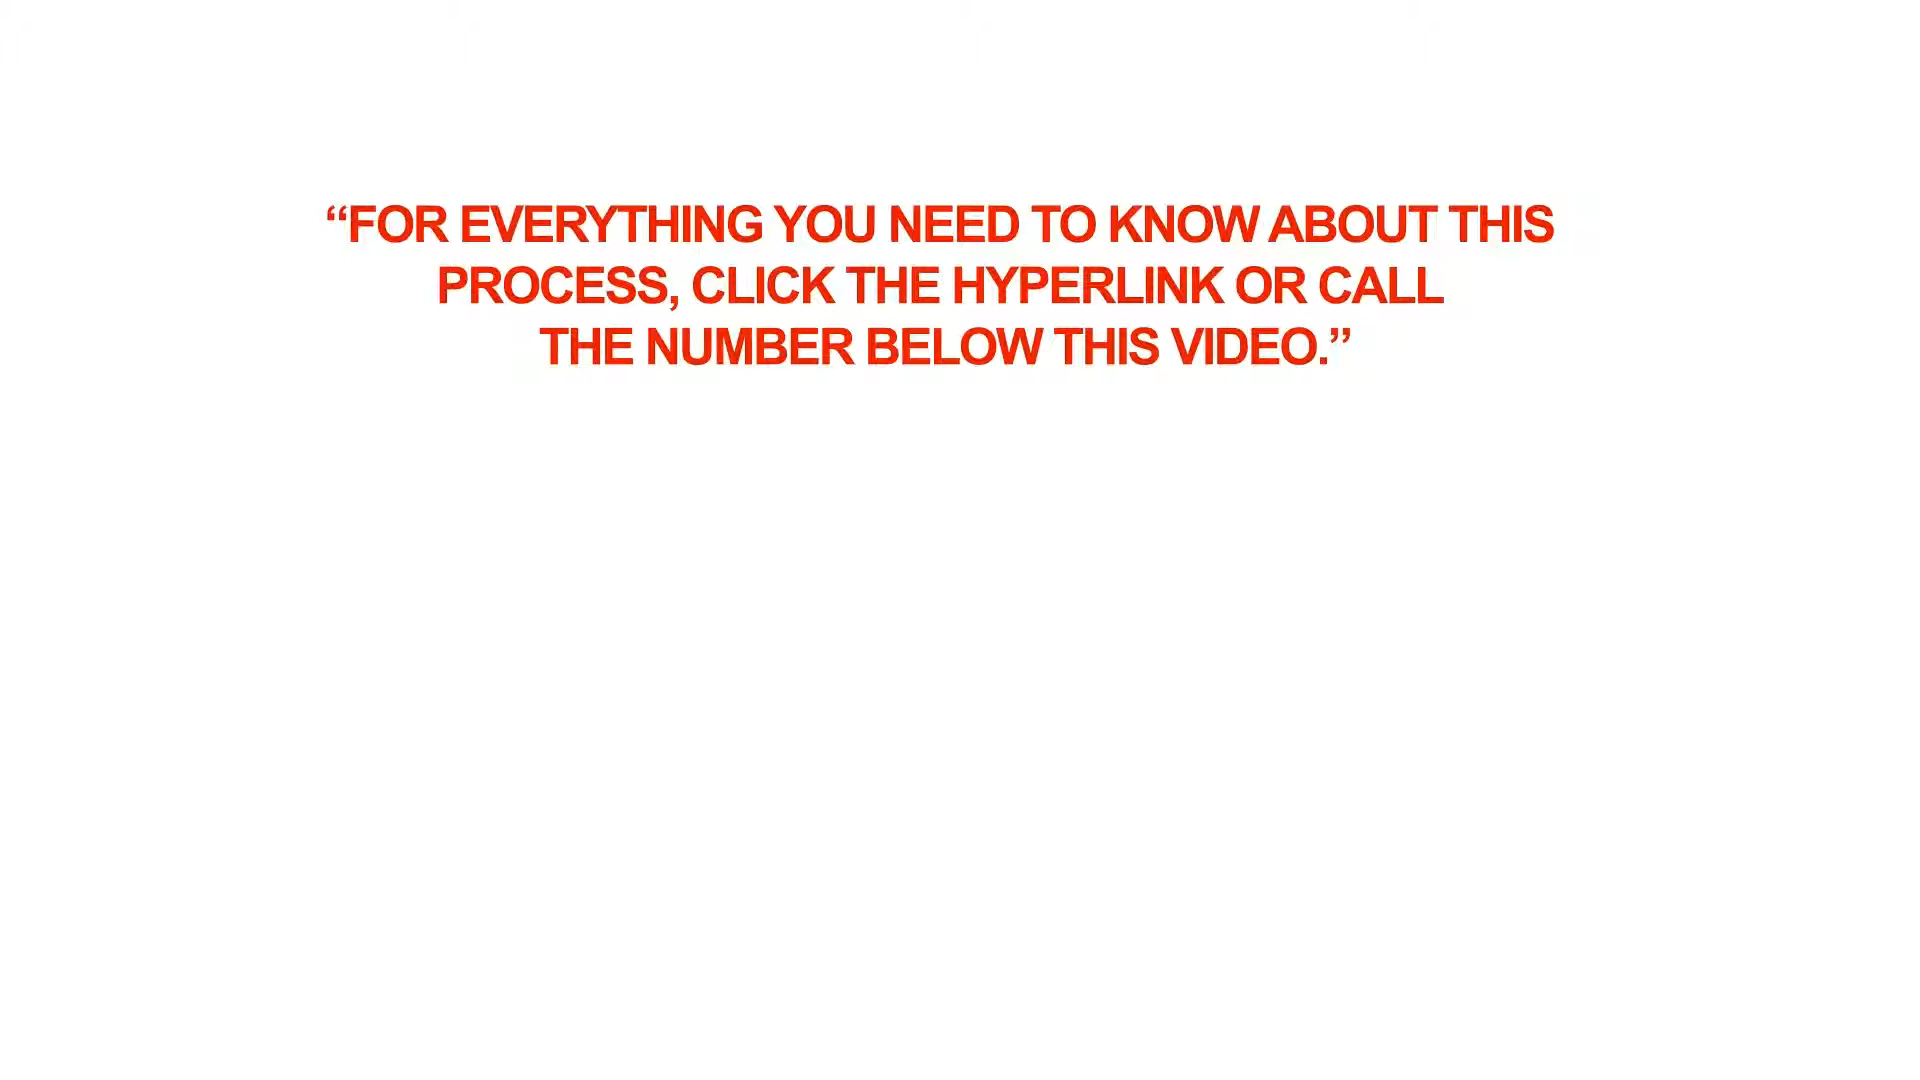 “FOR EVERYTHING YOU NEED TO KNOW ABOUT THIS
PROCESS, CLICK THE HYPERLINK OR CALL
THE NUMBER BELOW THIS VIDEO.”